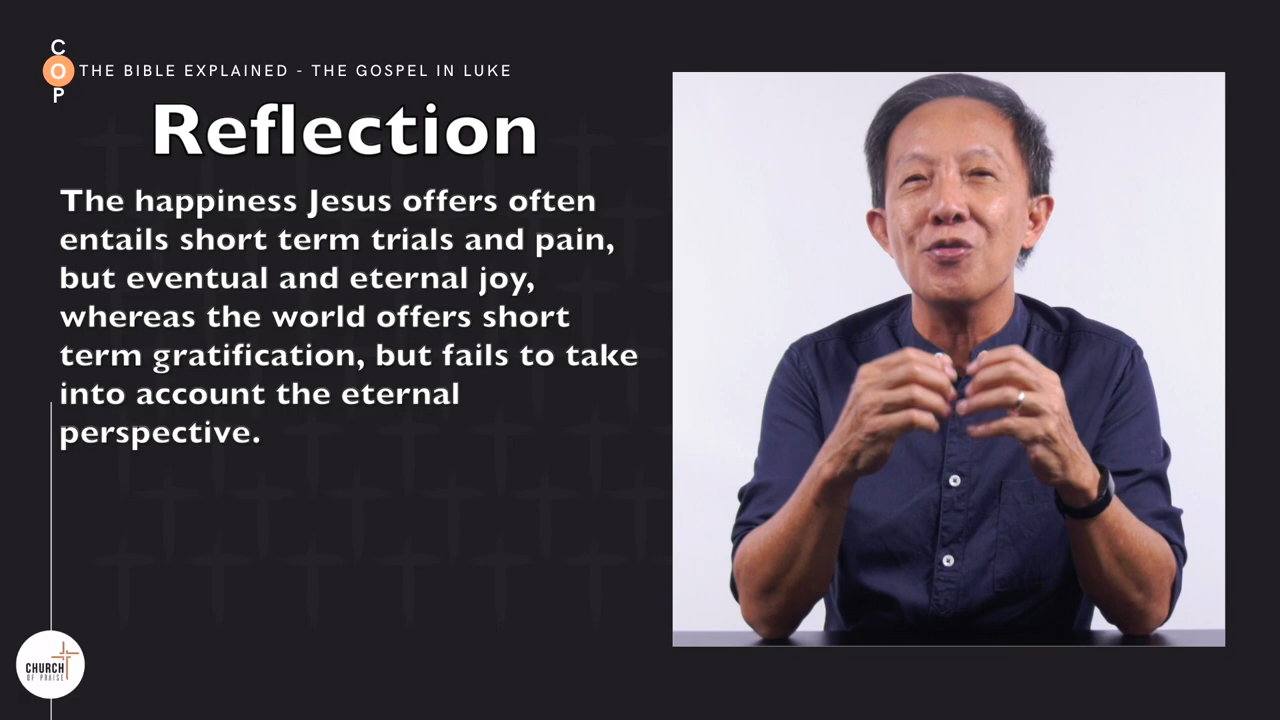 C
O
P
THE BIBLE EXPLAINED - THE GOSPEL IN LUKE
Reflection
The happiness Jesus offers often
entails short term trials and pain,
but eventual and eternal joy,
whereas the world offers short
term gratification, but fails to take
into account the eternal
perspective.
CHURCH
OF PRAISE